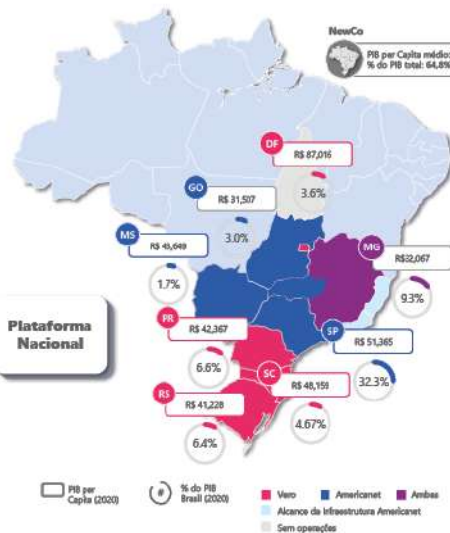 NewCo
PIB per Capita médio:
% do PIB total: 64,8%
DF
R$ 87,016
3.6%
GO
R$ 31,507
3.0%
MS
R$ 45,649
1.7%
MG
R$32,067
9.3%
Plataforma
Nacional
PR
R$ 42,367
6.6%
SP
R$ 51,365
32.3%
SC
R$ 48,159
4.67%
RS
R$ 41,228
6.4%
PIB per
Capita (2020)
#
% do PIB
Brasil (2020)
Vero
Americanet
Ambas
Alcance da Infraestrutura Americanet
Sem operações